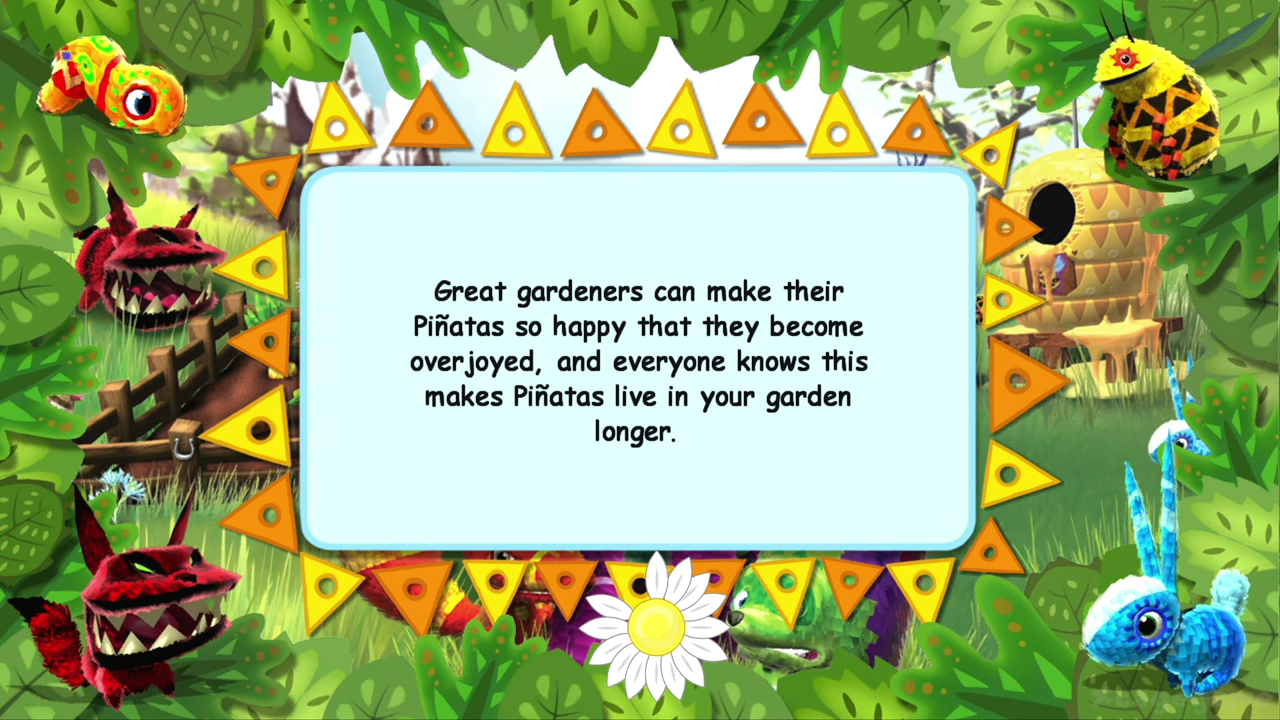 Great gardeners can make their
Piñatas so happy that they become
overjoyed, and everyone knows this
makes Piñatas live in your garden
longer.